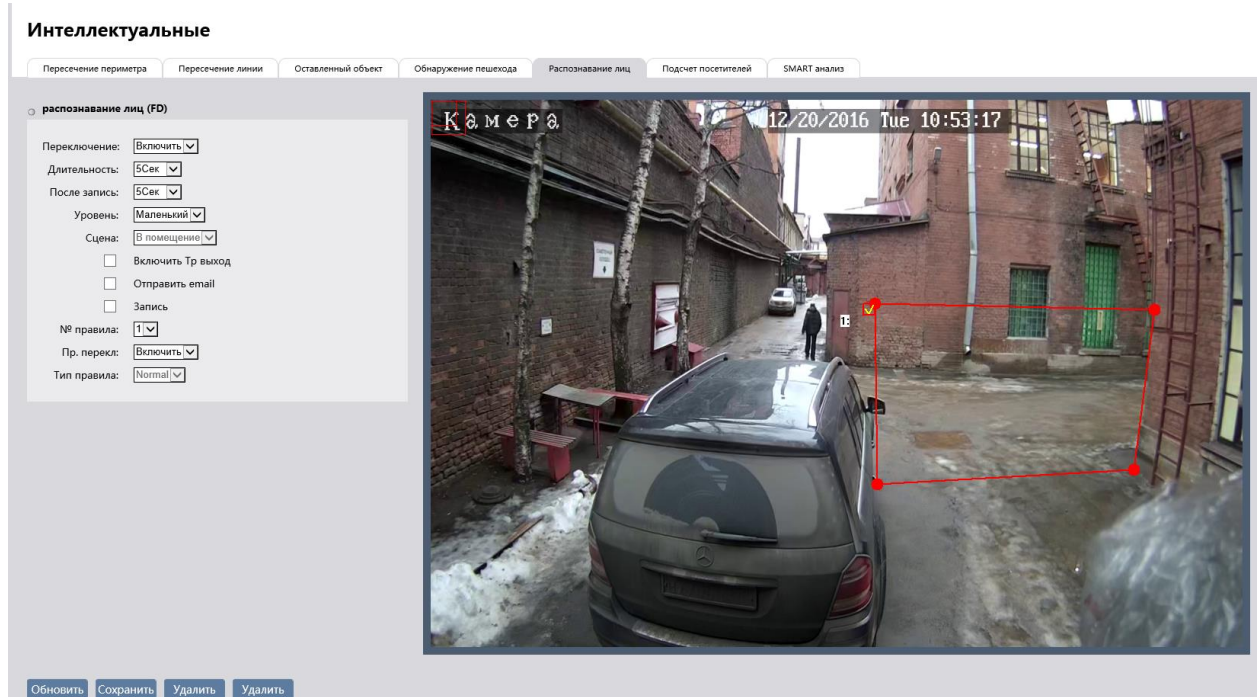 Интеллектуальные
Пересечение периметра Пересечение линии Оставленный объект Обнаружение пешехода Распознавание лиц Подсчет посетителей SMART анализ
распознавание лиц (FD)
Переключение: Включить
Длительность: 5Сек
После запись: 5Сек
Уровень: Маленький
Сцена: В помещение
Включить Тр выход
Отправить email
Запись
№ правила: 1
Пр. перекл: Включить
Тип правила: Normal
Камера 12/20/2016 Tue 10:53:17
1:
Обновить Сохранить Удалить Удалить